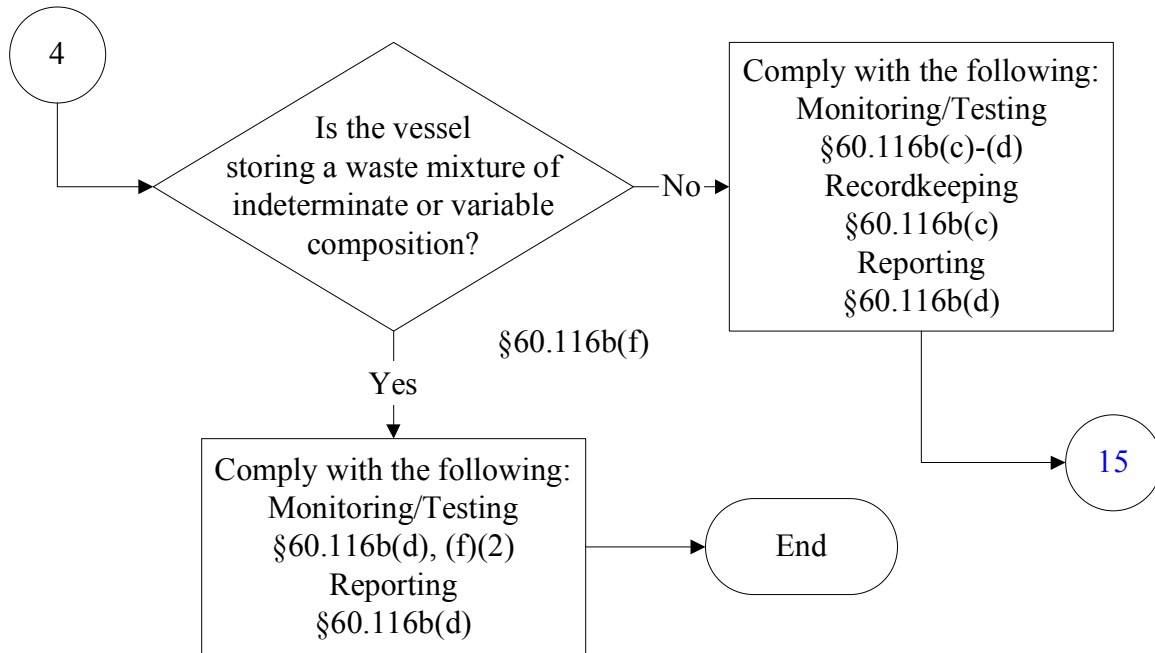 4
Is the vessel
storing a waste mixture of
indeterminate or variable
composition?
No
Comply with the following:
Monitoring/Testing
§60.116b(c)-(d)
Recordkeeping
§60.116b(c)
Reporting
§60.116b(d)
§60.116b(f)
Yes
15
Comply with the following:
Monitoring/Testing
§60.116b(d), (f)(2)
Reporting
§60.116b(d)
End